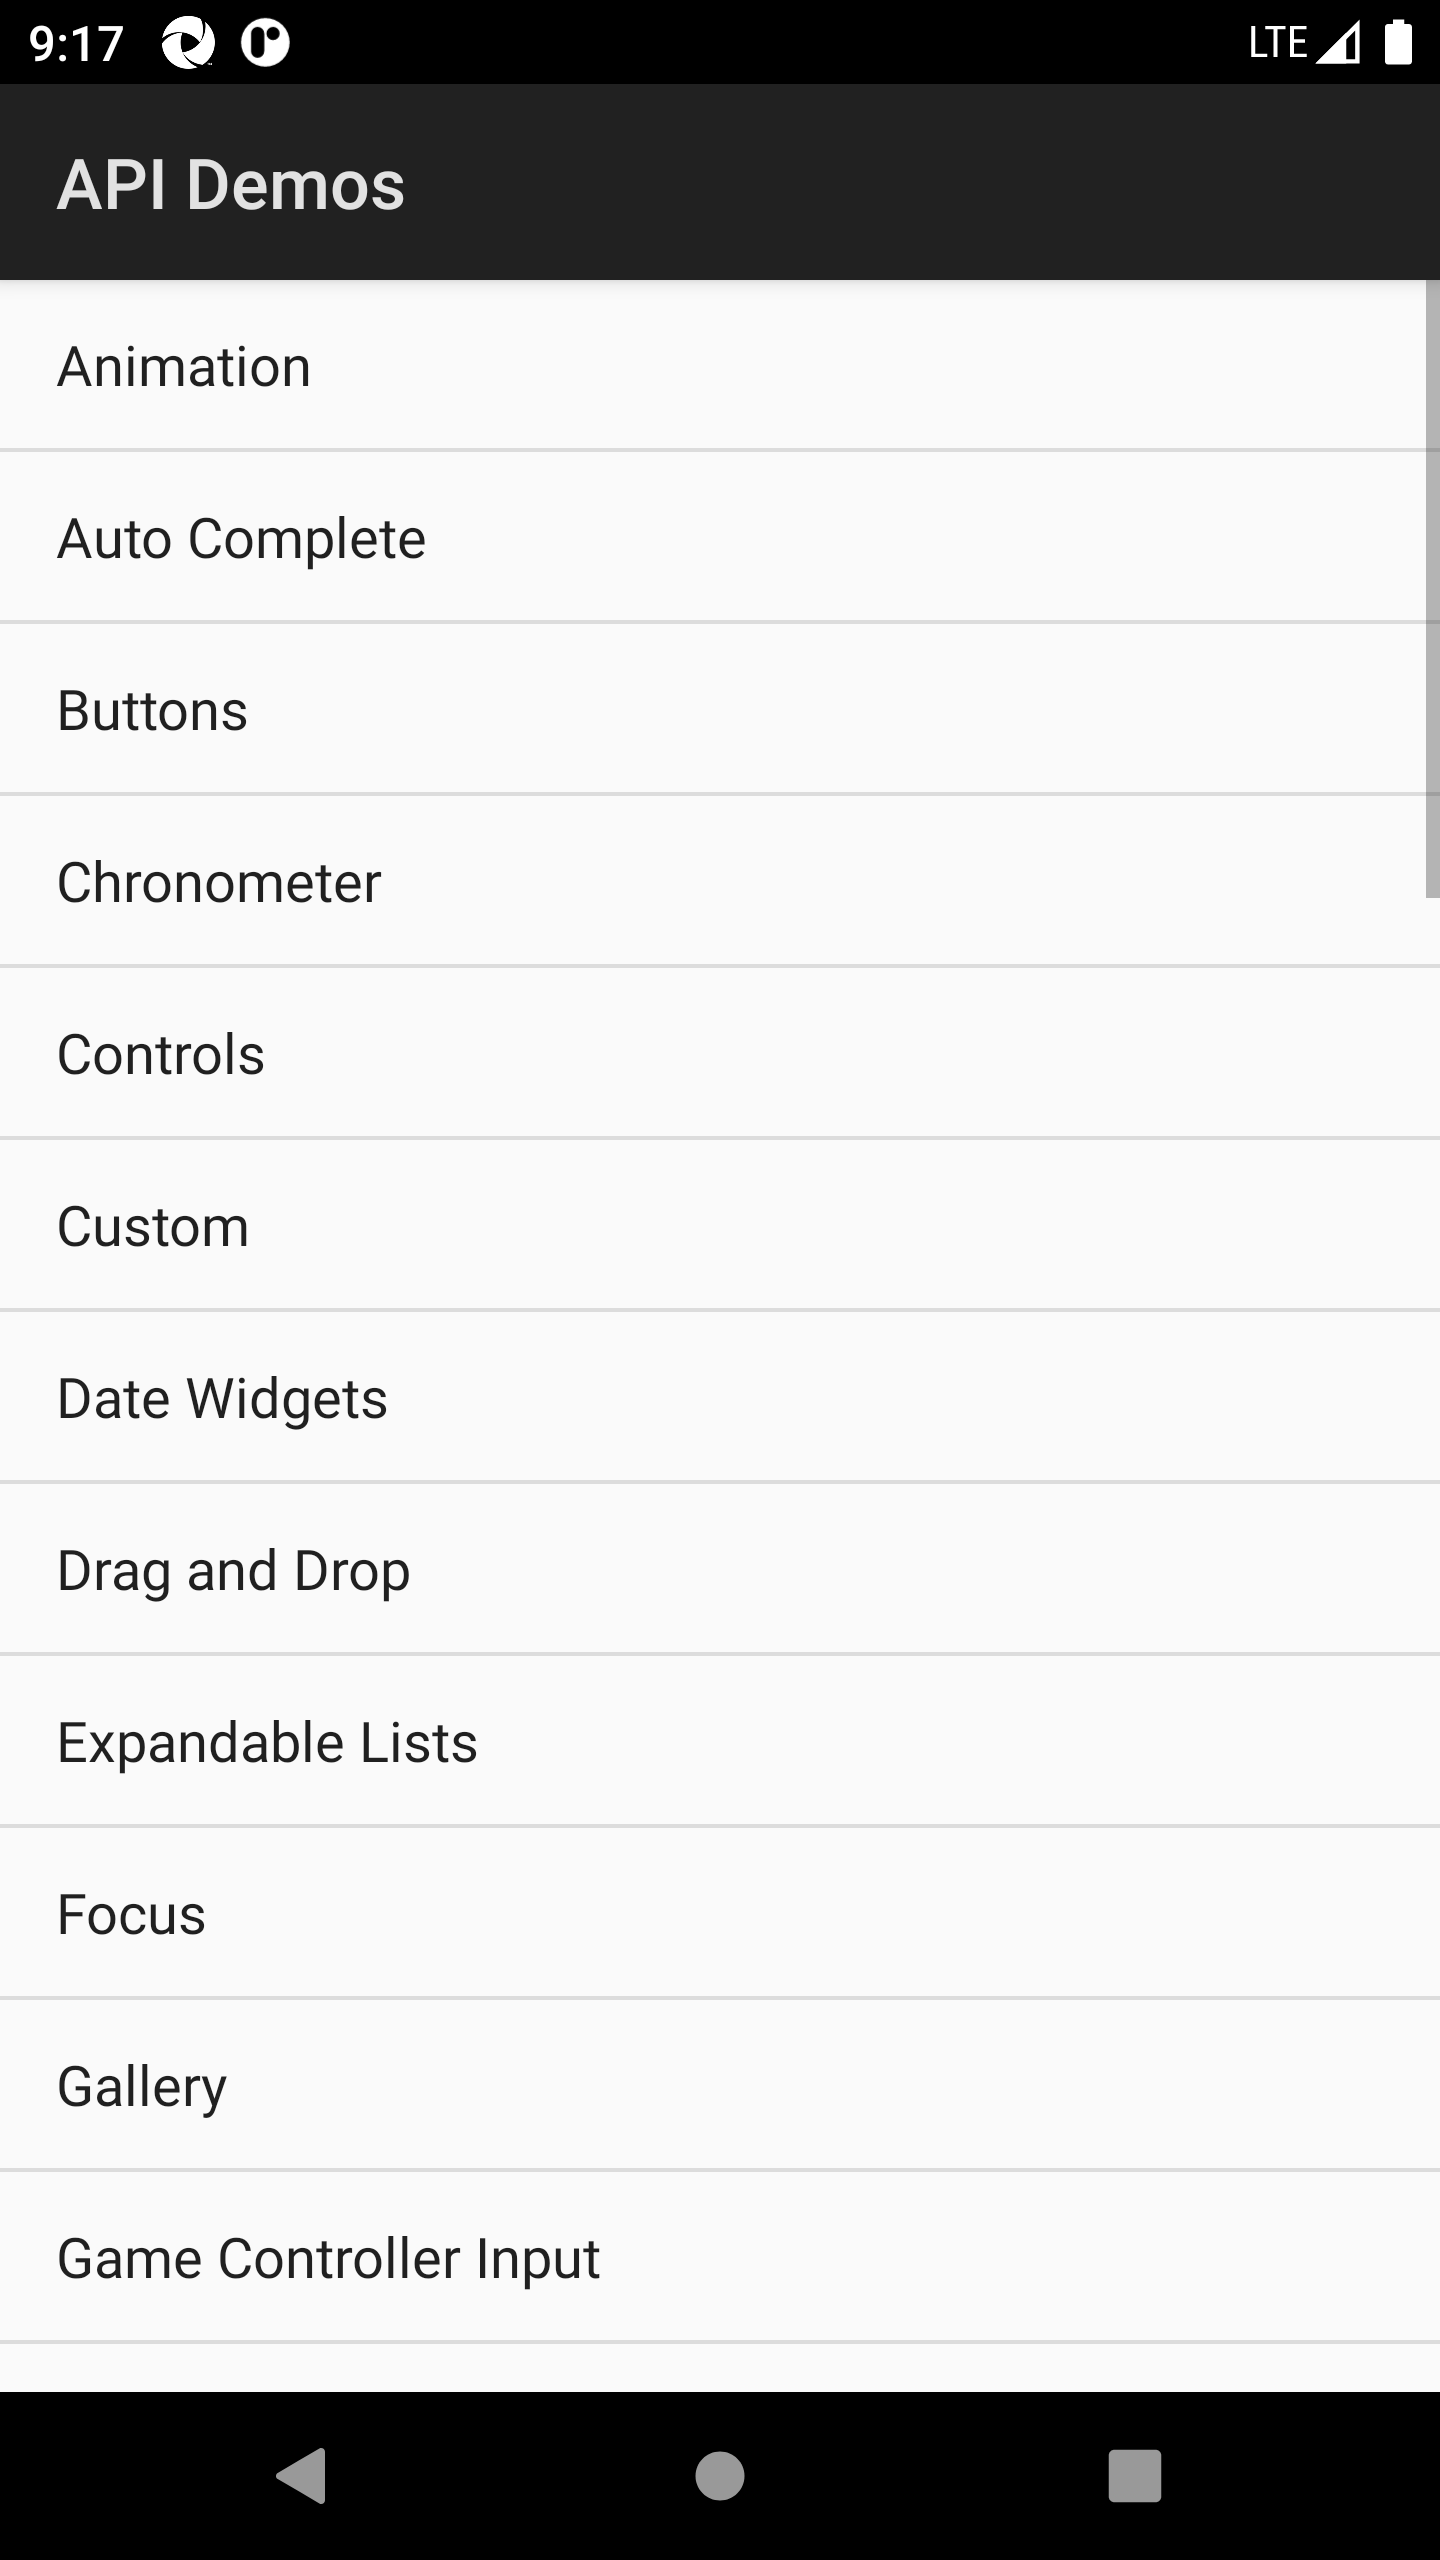 9:17 LTE
API Demos
Animation
Auto Complete
Buttons
Chronometer
Controls
Custom
Date Widgets
Drag and Drop
Expandable Lists
Focus
Gallery
Game Controller Input